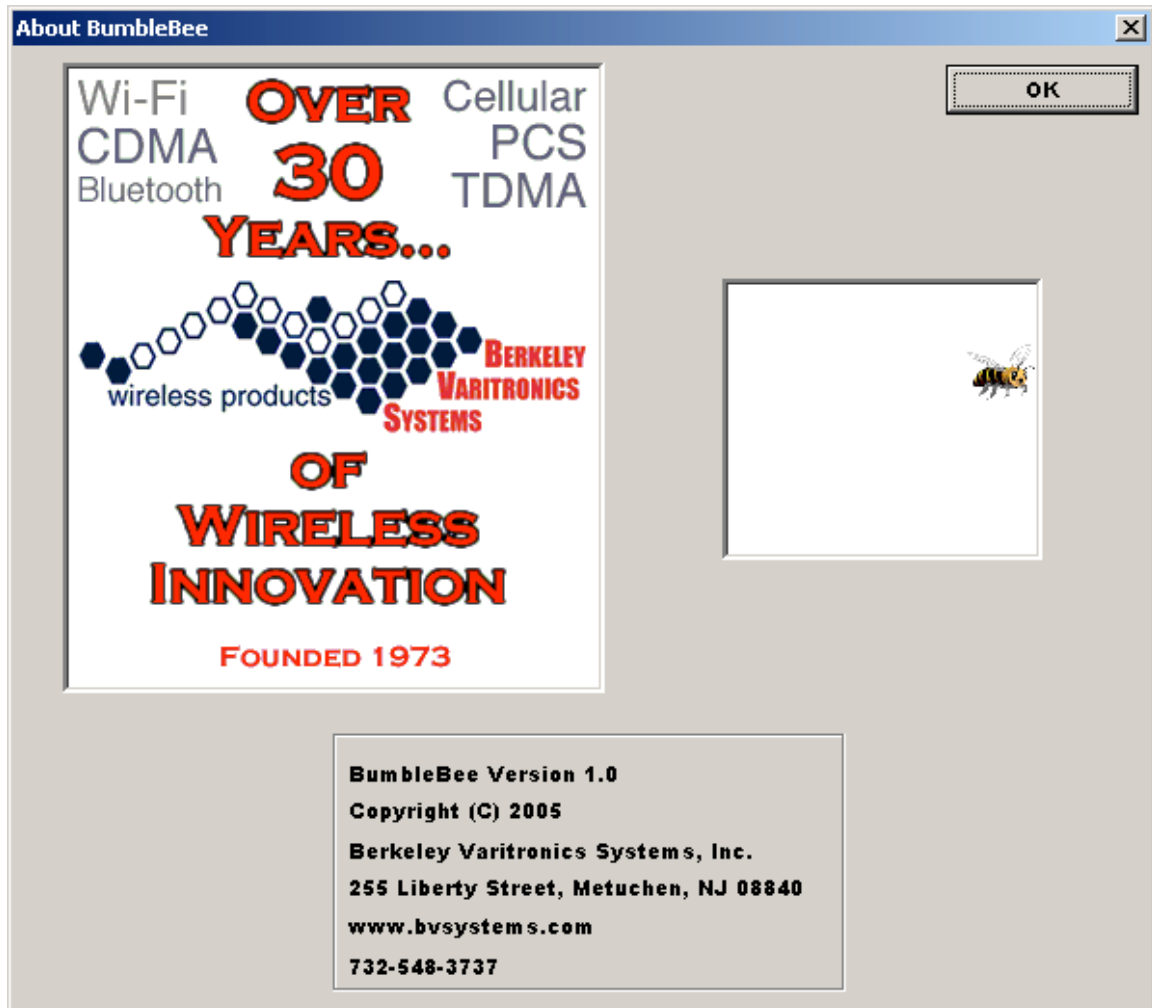 About BumbleBee
OK
Wi-Fi
CDMA
Bluetooth
OVER
30
YEARS...
Cellular
PCS
TDMA
wireless products
BERKELEY
VARITRONICS
SYSTEMS
OF
WIRELESS
INNOVATION
FOUNDED 1973
BumbleBee Version 1.0
Copyright (C) 2005
Berkeley Varitronics Systems, Inc.
255 Liberty Street, Metuchen, NJ 08840
www.bvsystems.com
732-548-3737